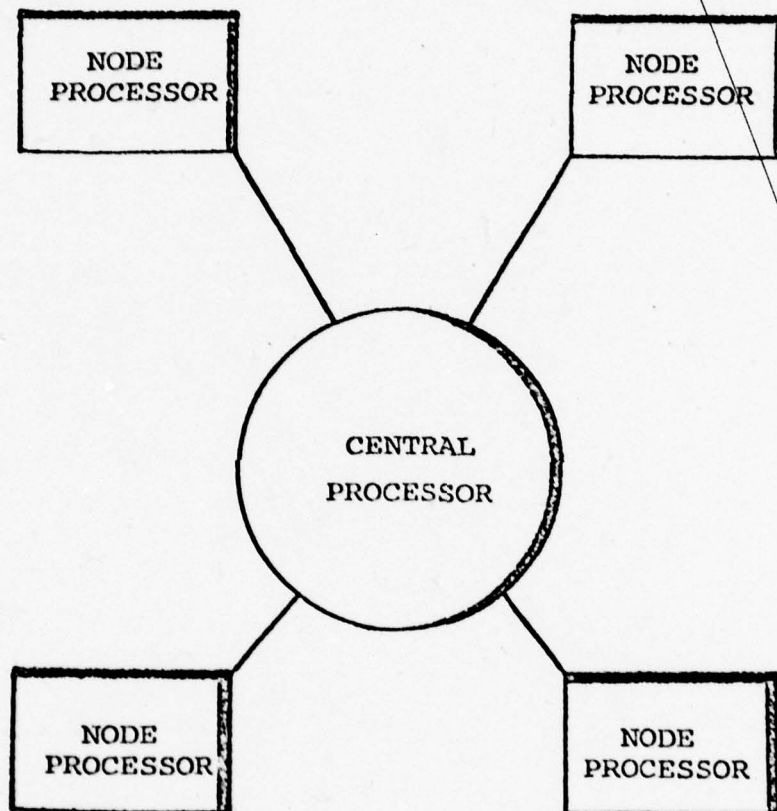 NODE
PROCESSOR
NODE
PROCESSOR
CENTRAL
PROCESSOR
NODE
PROCESSOR
NODE
PROCESSOR